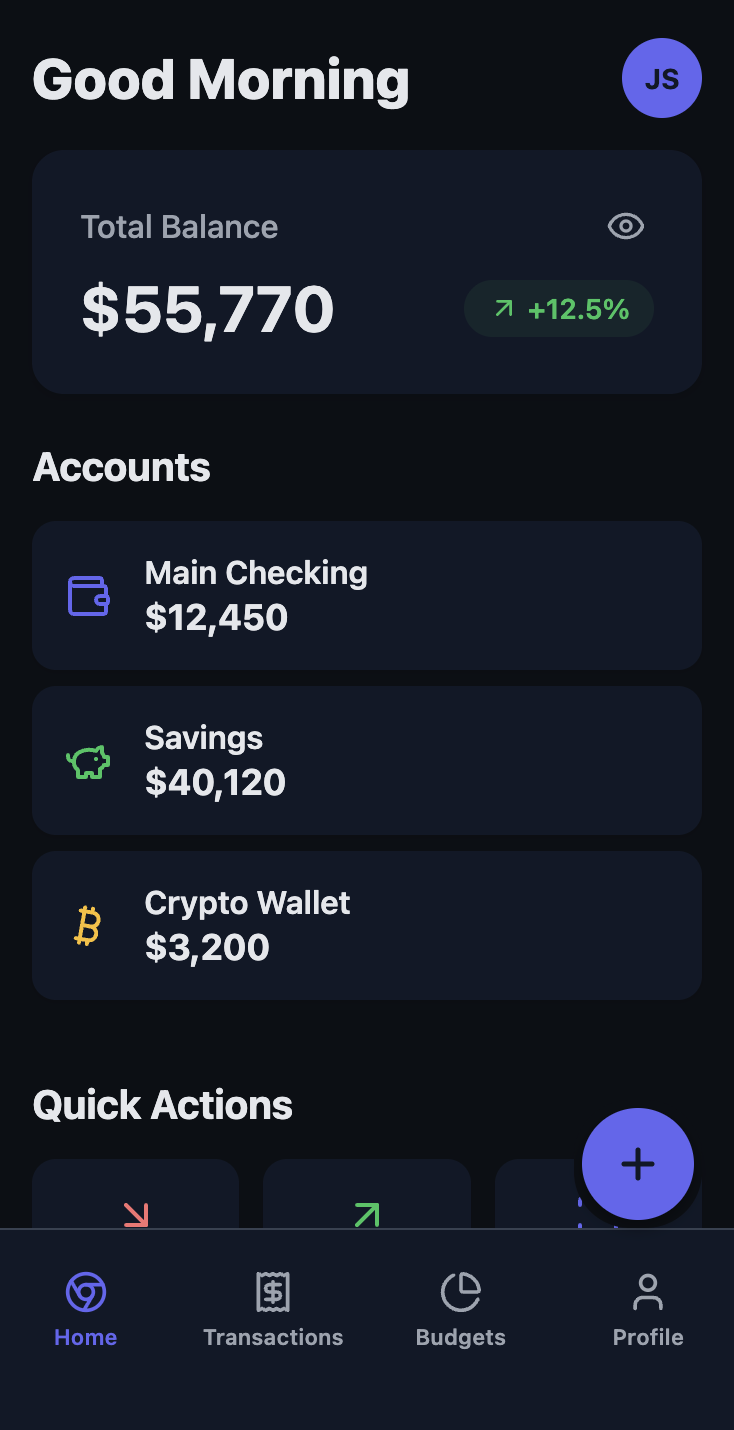 Good Morning
JS
Total Balance
$55,770
+12.5%
Accounts
Main Checking
$12,450
Savings
$40,120
Crypto Wallet
$3,200
Quick Actions
Home
Transactions
Budgets
Profile